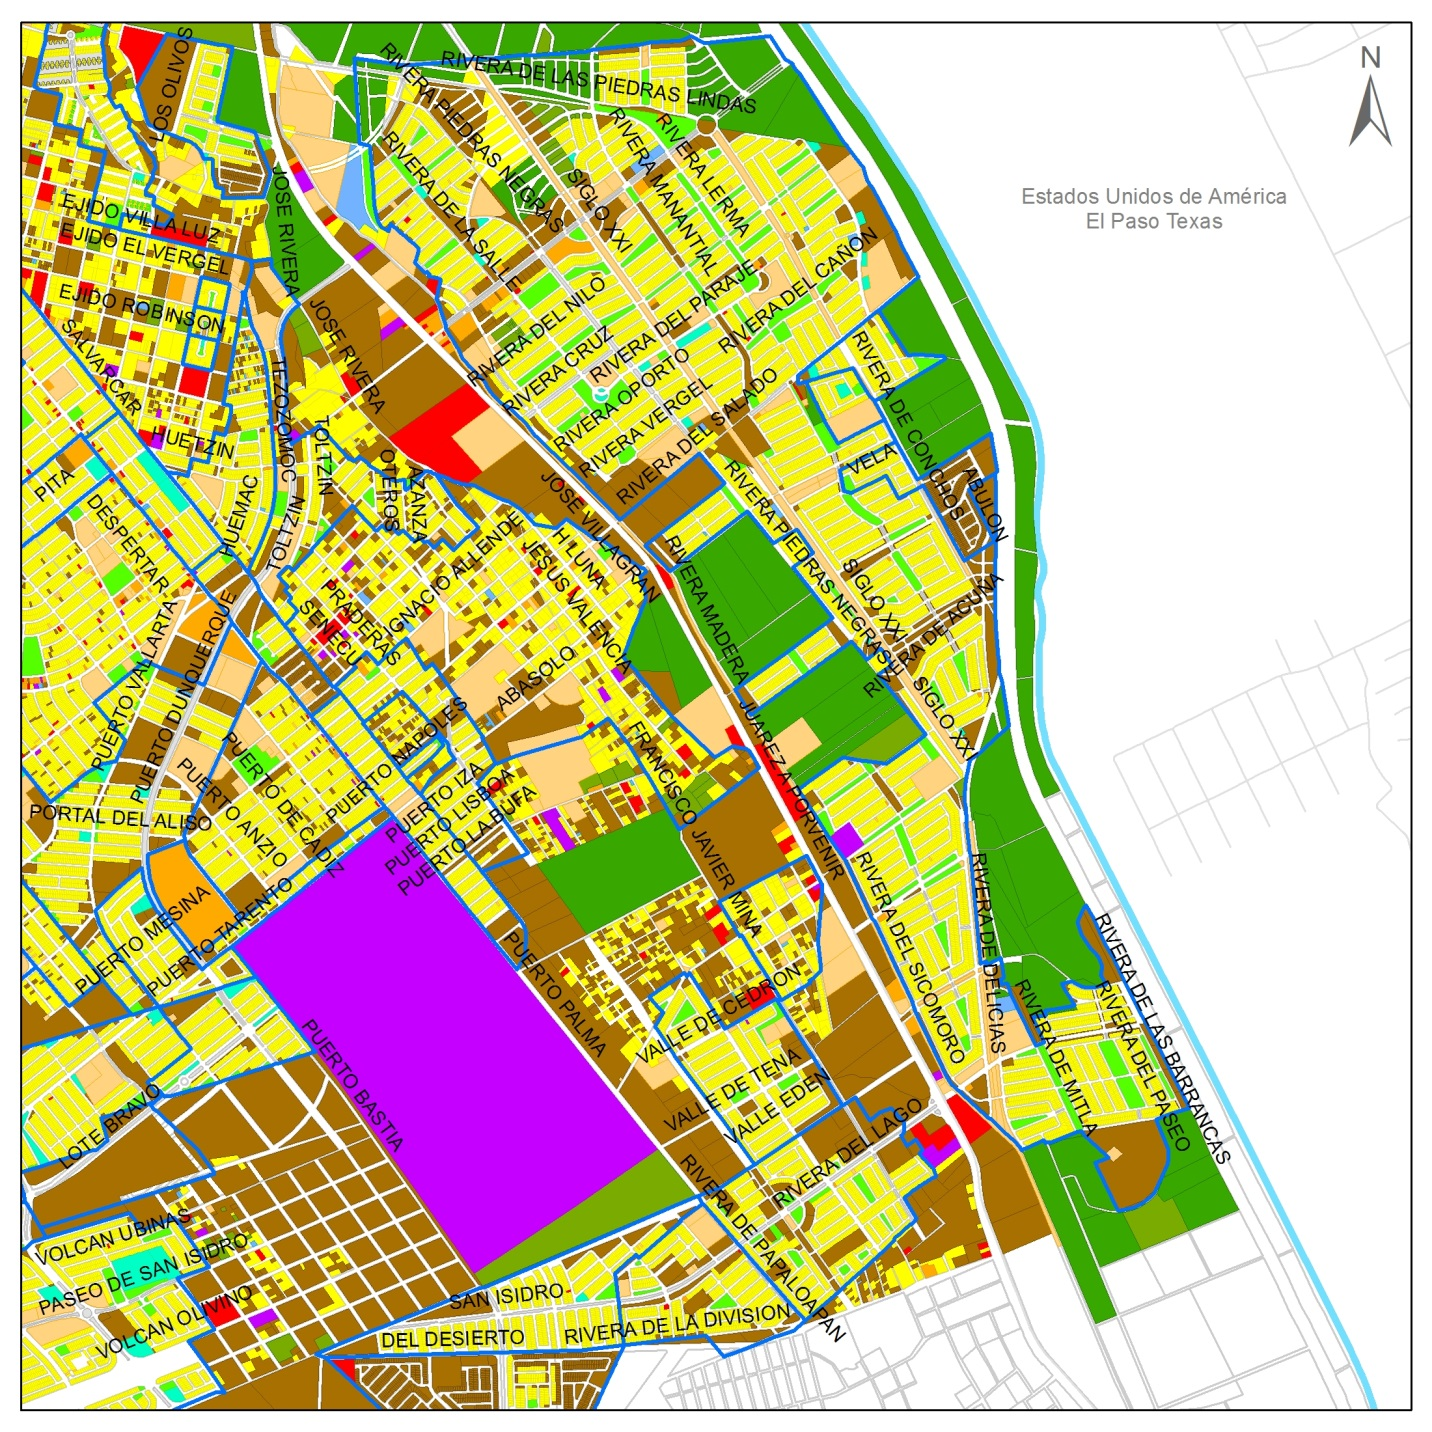 N
Estados Unidos de América
El Paso Texas
LOS OLIVOS
RIVERA DE LAS PIEDRAS LINDAS
RIVERA PIEDRAS NEGRAS
RIVERA DE LA SALLE
SIGLO XXI
RIVERA MANANTIAL
RIVERA LERMA
JOSE RIVERA
EJIDO VILLA LUZ
EJIDO EL VERGEL
EJIDO ROBINSON
SALVARCAR
JOSE RIVERA
RIVERA DEL NILO
RIVERA CRUZ
RIVERA DEL PARAJE
RIVERA DEL CAÑON
RIVERA OPORTO
RIVERA VERGEL
RIVERA DEL SALADO
RIVERA DE CONCHOS
TEZOZOMOC
HUETZIN
TOLTZIN
OTEROS
AZANZA
PITA
DESPERTAR
HUEMAC
TOLTZIN
JOSE VILLAGRAN
VELA
ABULON
RIVERA PIEDRAS NEGRAS II
SIGLO XXI
RIVERA DE ACUÑA
SIGLO XXI
IGNACIO ALLENDE
H LUNA
JESUS VALENCIA
RIVERA MADERA
PRADERAS
SENECU
ABASOLO
PUERTO VALLARTA
PUERTO DUNQUERQUE
PUERTO NAPOLES
JUAREZ A PORVENIR
FRANCISCO JAVIER MINA
PUERTO ANZIO
PUERTO DE CADIZ
PORTAL DEL ALISO
PUERTO IZA
PUERTO LISBOA
PUERTO LA BUFA
PUERTO MESINA
PUERTO TARENTO
RIVERA DEL SICOMORO
RIVERA DE DELICIAS
RIVERA DE LAS BARRANCAS
PUERTO PALMA
VALLE DE CEDRON
RIVERA DE MITLA
RIVERA DEL PASEO
PUERTO BASTIA
VALLE DE TENA
VALLE EDEN
LOTE BRAVO
RIVERA DEL LAGO
RIVERA DE PAPALOAPAN
VOLCAN UBINAS
PASEO DE SAN ISIDRO
VOLCAN OLIVINO
SAN ISIDRO
DEL DESIERTO
RIVERA DE LA DIVISION